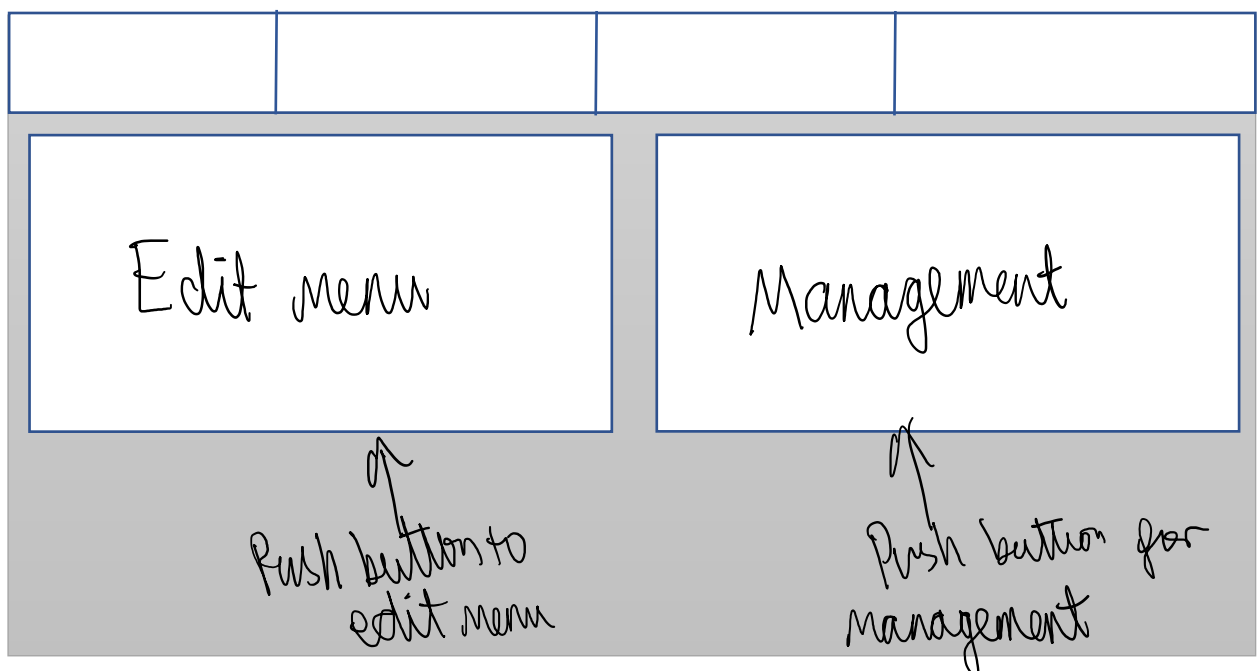 Edit menu
Management
Push button to
edit menu
Push button for
management